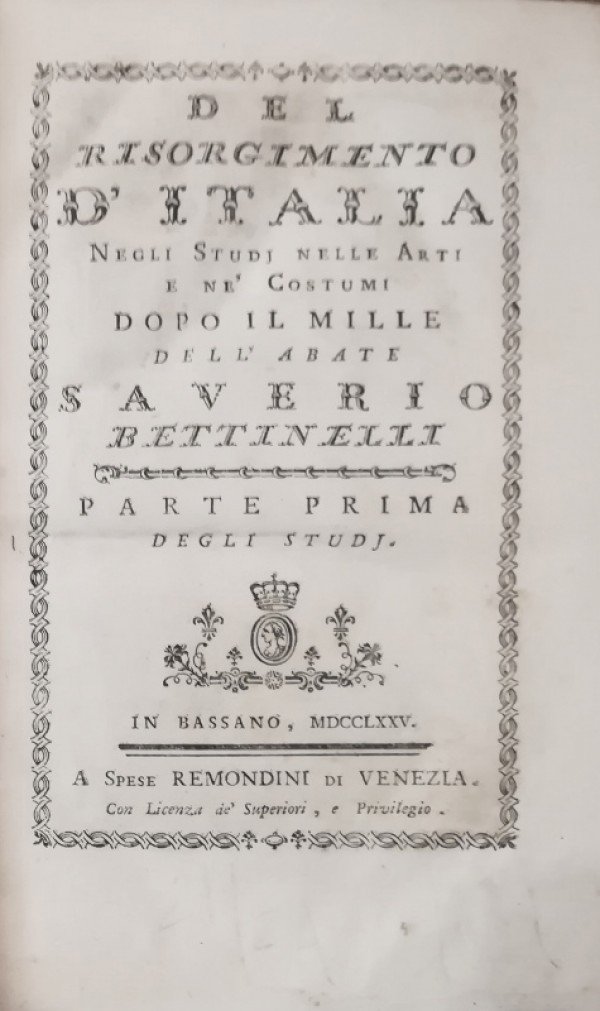 DEL
RISORGIMENTO
D' ITALIA
NEGLI STUDJ NELLE ARTI
E NE' COSTUMI
DOPO IL MILLE
DELL' ABATE
SAVERIO
BETTINELLI
PARTE PRIMA
DEGLI STUDJ.
IN BASSANO, MDCCLXXV.
A SPESE REMONDINI DI VENEZIA.
Con Licenza de' Superiori, e Privilegio.